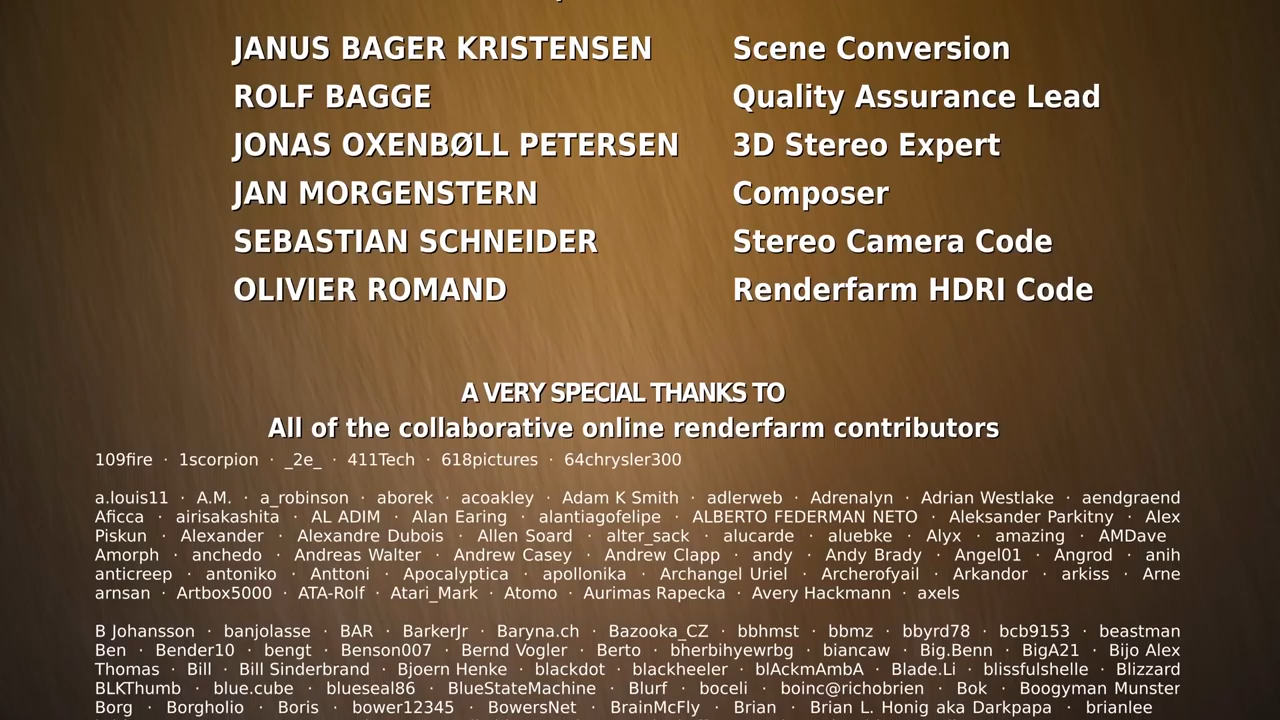 JANUS BAGER KRISTENSEN Scene Conversion
ROLF BAGGE Quality Assurance Lead
JONAS OXENBØLL PETERSEN 3D Stereo Expert
JAN MORGENSTERN Composer
SEBASTIAN SCHNEIDER Stereo Camera Code
OLIVIER ROMAND Renderfarm HDRI Code
A VERY SPECIAL THANKS TO
All of the collaborative online renderfarm contributors
109fire · 1scorpion · _2e_ · 411Tech · 618pictures · 64chrysler300
a.louis11 · A.M. · a_robinson · aborek · acoakley · Adam K Smith · adlerweb · Adrenalyn · Adrian Westlake · aendgraend
Aficca · airisakashita · AL ADIM · Alan Earing · alantiagofelipe · ALBERTO FEDERMAN NETO · Aleksander Parkitny · Alex
Piskun · Alexander · Alexandre Dubois · Allen Soard · alter_sack · alucarde · aluebke · Alyx · amazing · AMDave
Amorph · anchedo · Andreas Walter · Andrew Casey · Andrew Clapp · andy · Andy Brady · Angel01 · Angrod · anih
anticreep · antoniko · Anttoni · Apocalyptica · apollonika · Archangel Uriel · Archerofyail · Arkandor · arkiss · Arne
arnsan · Artbox5000 · ATA-Rolf · Atari_Mark · Atomo · Aurimas Rapecka · Avery Hackmann · axels
B Johansson · banjolasse · BAR · BarkerJr · Baryna.ch · Bazooka_CZ · bbhmst · bbmz · bbyrd78 · bcb9153 · beastman
Ben · Bender10 · bengt · Benson007 · Bernd Vogler · Berto · bherbihyewrbg · biancaw · Big.Benn · BigA21 · Bijo Alex
Thomas · Bill · Bill Sinderbrand · Bjoern Henke · blackdot · blackheeler · blAckmAmbA · Blade.Li · blissfulshelle · Blizzard
BLKThumb · blue.cube · blueseal86 · BlueStateMachine · Blurf · boceli · boinc@richobrien · Bok · Boogyman Munster
Borg · Borgholio · Boris · bower12345 · BowersNet · BrainMcFly · Brian · Brian L. Honig aka Darkpapa · brianlee